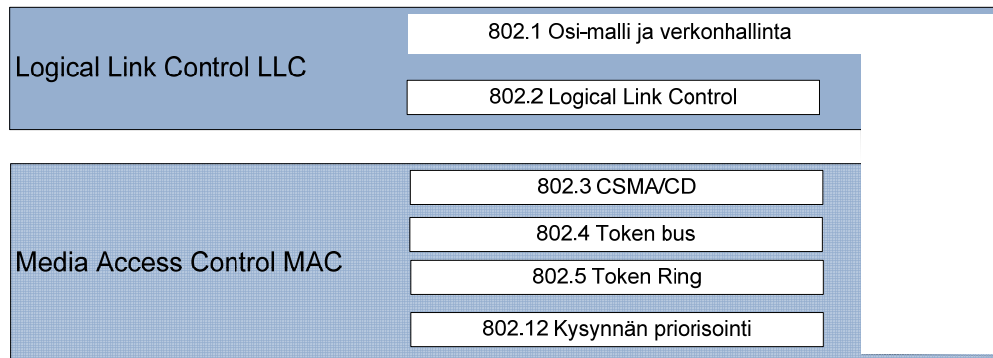 802.1 Osi-malli ja verkonhallinta
Logical Link Control LLC
802.2 Logical Link Control
802.3 CSMA/CD
802.4 Token bus
Media Access Control MAC
802.5 Token Ring
802.12 Kysynnän priorisointi